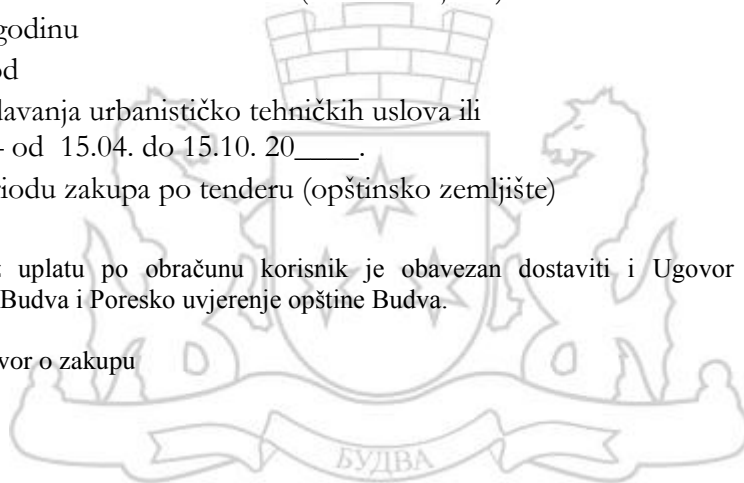 godinu
od
lavanja urbanističko tehničkih uslova ili
- od 15.04. do 15.10. 20____.
riodu zakupa po tenderu (opštinsko zemljište)
uplatu po obračunu korisnik je obavezan dostaviti i Ugovor
Budva i Poresko uvjerenje opštine Budva.
vor o zakupu
БУДВА